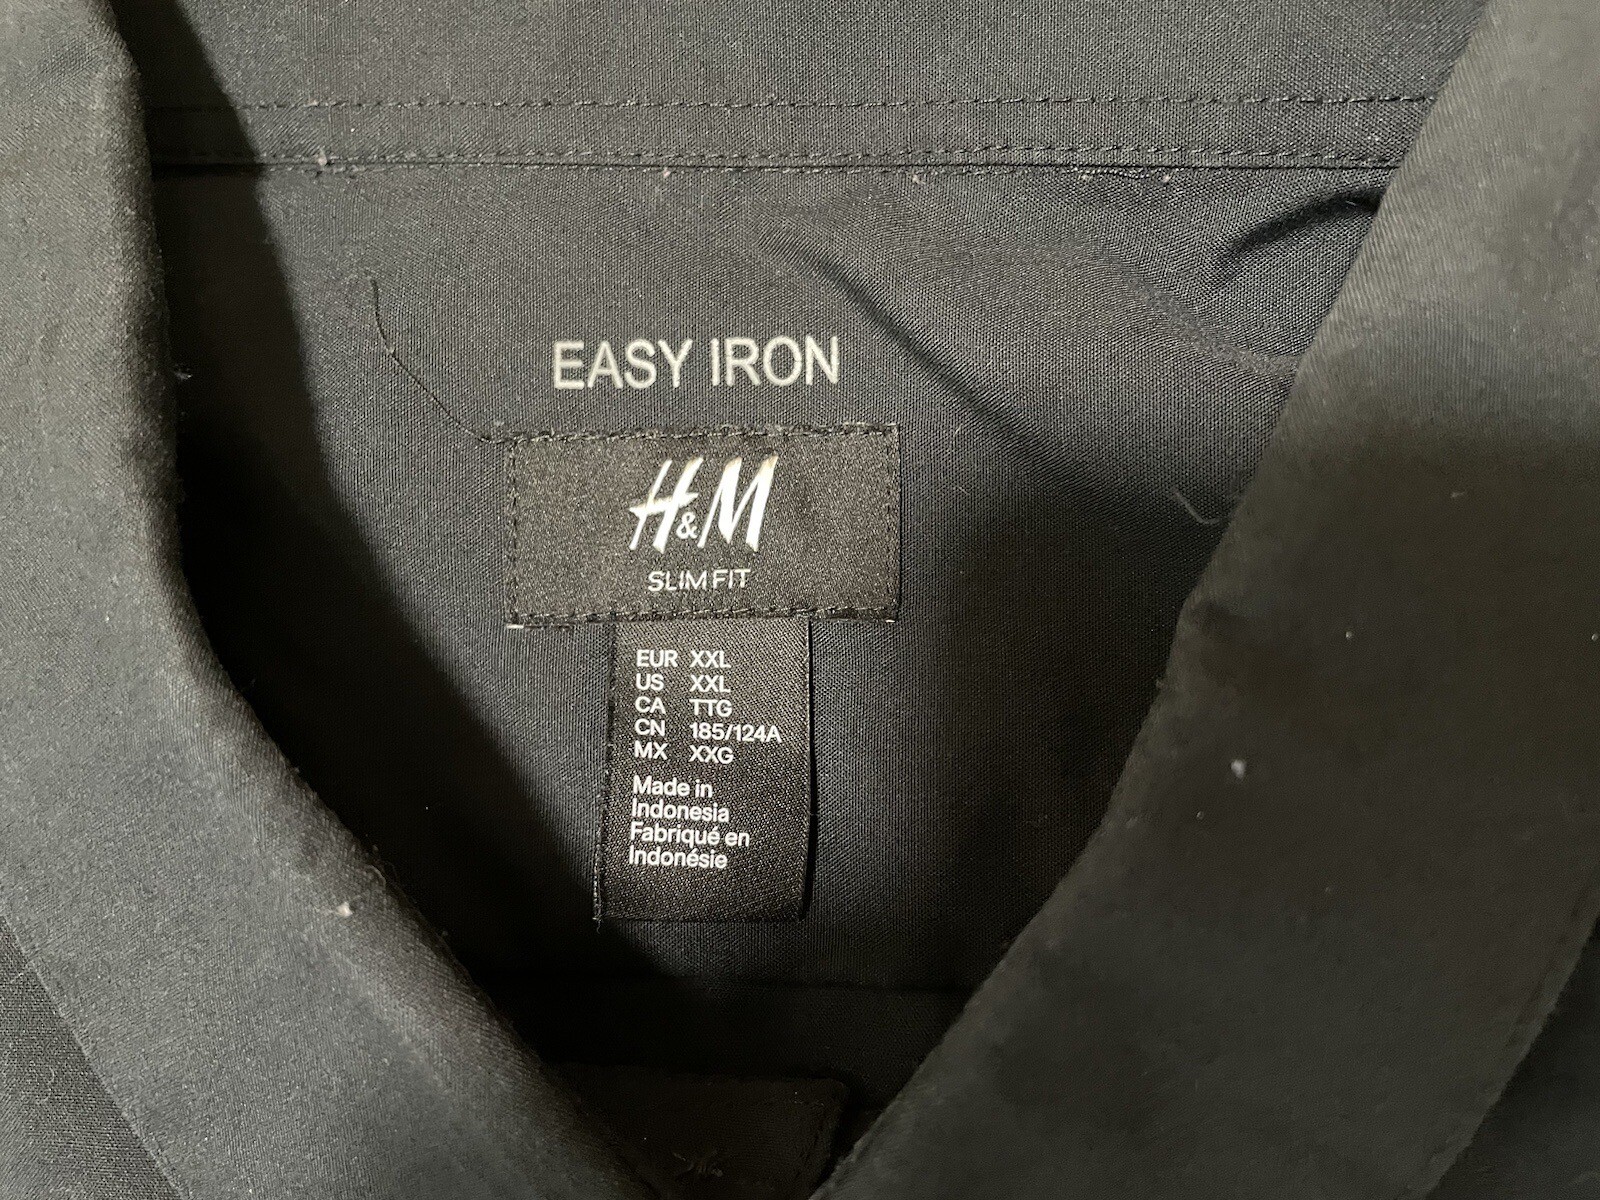 EASY IRON
H&M
SLIM FIT
EUR XXL
US XXL
CA TTG
CN 185/124A
MX XXG
Made in
Indonesia
Fabriqué en
Indonésie